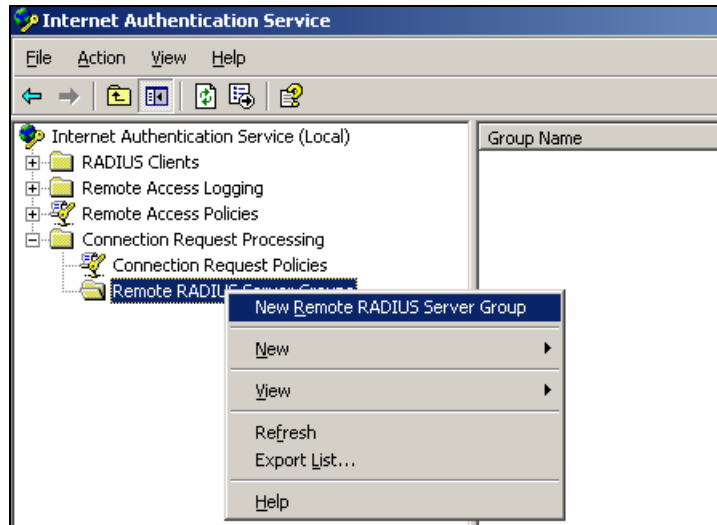 Internet Authentication Service
File Action View Help
Internet Authentication Service (Local)
Group Name
RADIUS Clients
Remote Access Logging
Remote Access Policies
Connection Request Processing
Connection Request Policies
Remote RADIUS Server Groups
New Remote RADIUS Server Group
New
View
Refresh
Export List...
Help